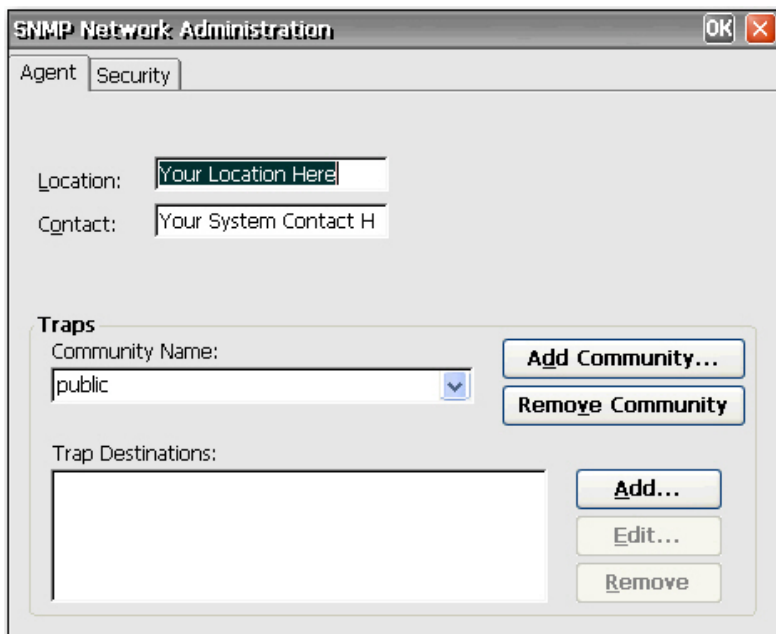 SNMP Network Administration OK
Agent Security
Location: Your Location Here
Contact: Your System Contact H
Traps
Community Name:
public
Add Community...
Remove Community
Trap Destinations:
Add...
Edit...
Remove